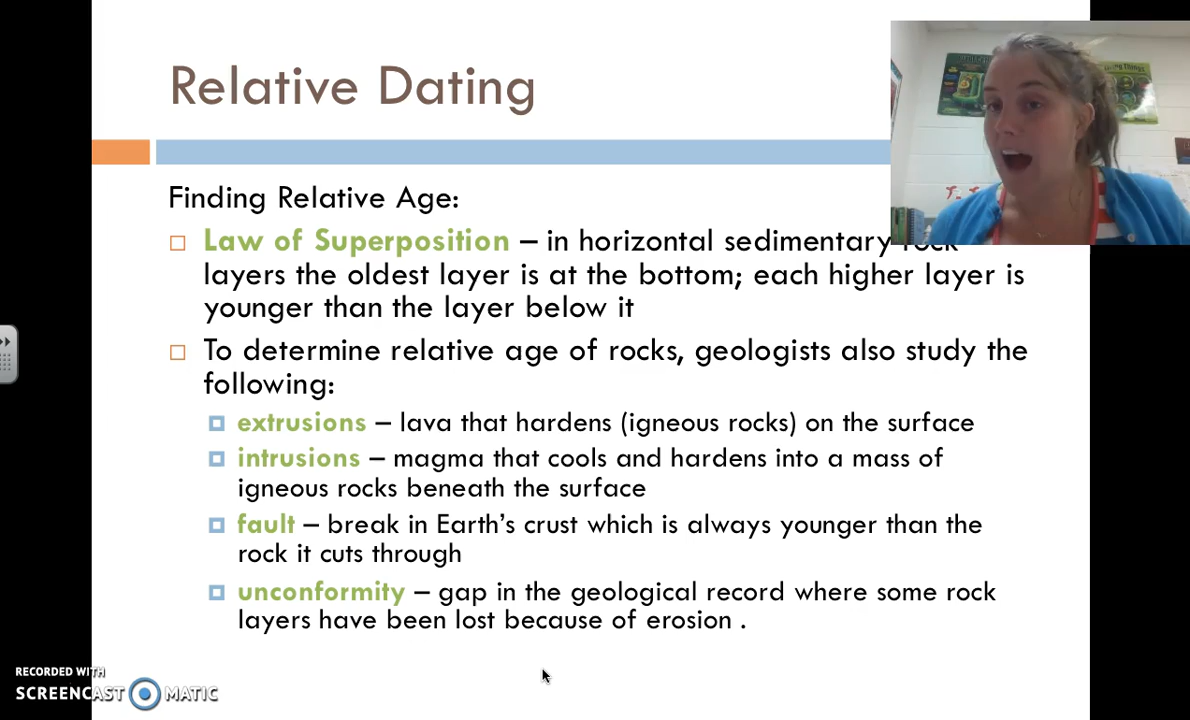 Relative Dating
Finding Relative Age:
Law of Superposition – in horizontal sedimentary rock
layers the oldest layer is at the bottom; each higher layer is
younger than the layer below it
To determine relative age of rocks, geologists also study the
following:
extrusions – lava that hardens (igneous rocks) on the surface
intrusions – magma that cools and hardens into a mass of
igneous rocks beneath the surface
fault – break in Earth's crust which is always younger than the
rock it cuts through
unconformity – gap in the geological record where some rock
layers have been lost because of erosion .
RECORDED WITH
SCREENCAST MATIC